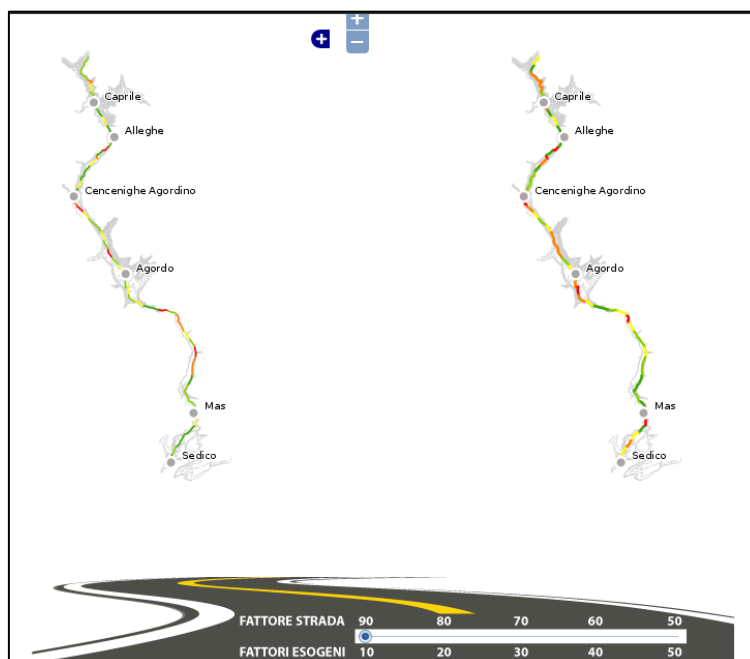 +
+
−
Caprile
Caprile
Alleghe
Alleghe
Cencenighe Agordino
Cencenighe Agordino
Agordo
Agordo
Mas
Mas
Sedico
Sedico
FATTORE STRADA 90 80 70 60 50
FATTORI ESOGENI 10 20 30 40 50